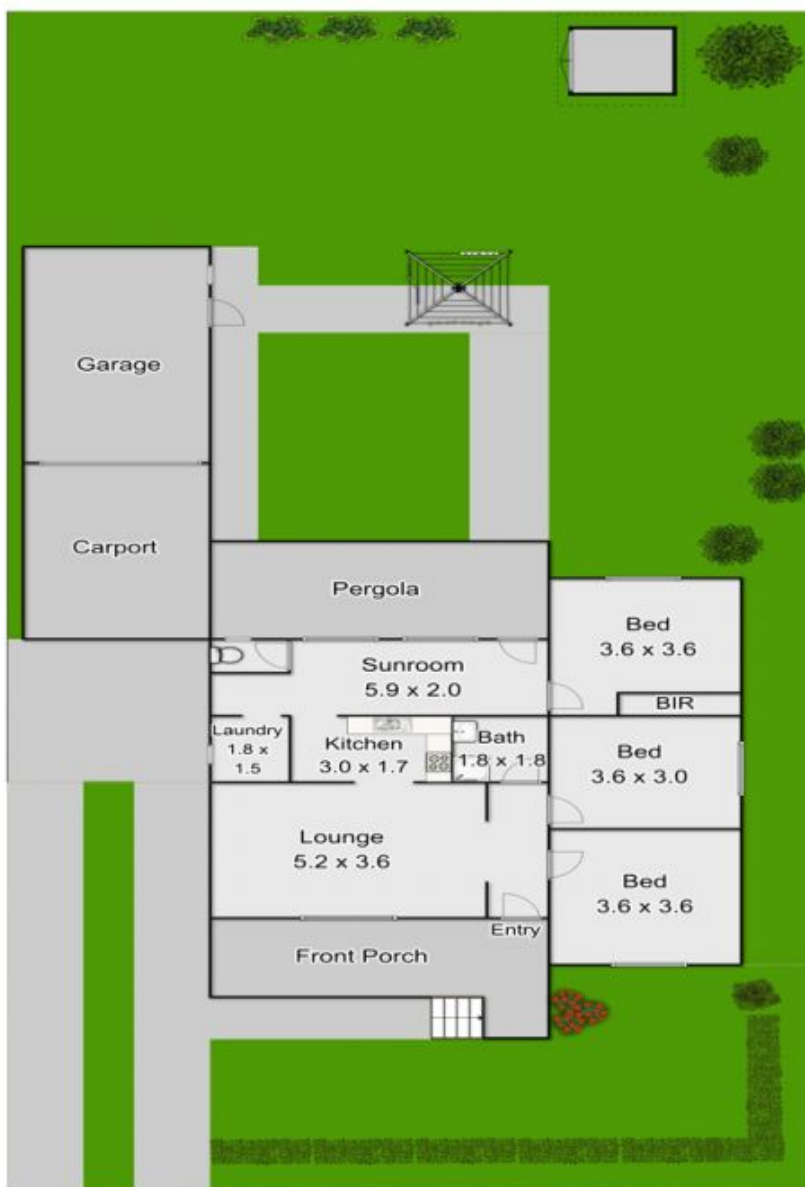 Garage
Carport
Pergola
Bed
3.6 x 3.6
Sunroom
5.9 x 2.0
BIR
Laundry
1.8 x
1.5
Kitchen
3.0 x 1.7
Bath
1.8 x 1.8
Bed
3.6 x 3.0
Lounge
5.2 x 3.6
Bed
3.6 x 3.6
Entry
Front Porch